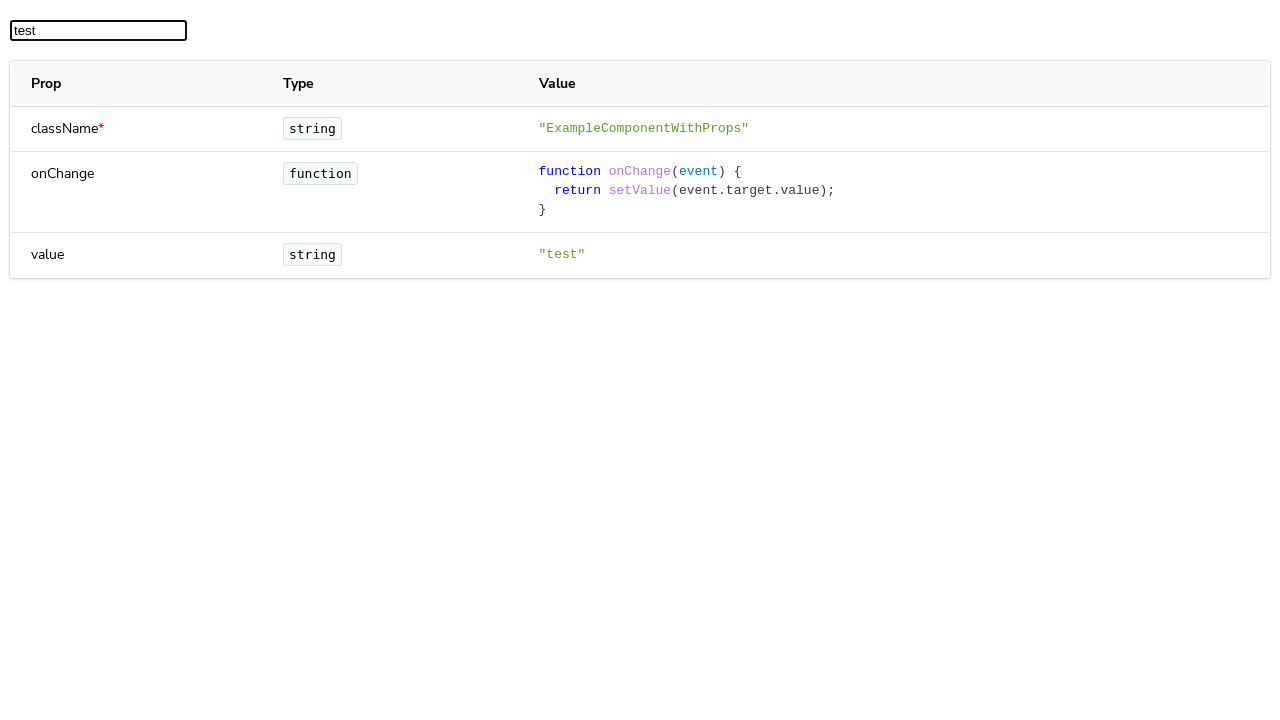 test
Prop Type Value
className* string "ExampleComponentWithProps"
onChange function function onChange(event) {
return setValue(event.target.value);
}
value string "test"